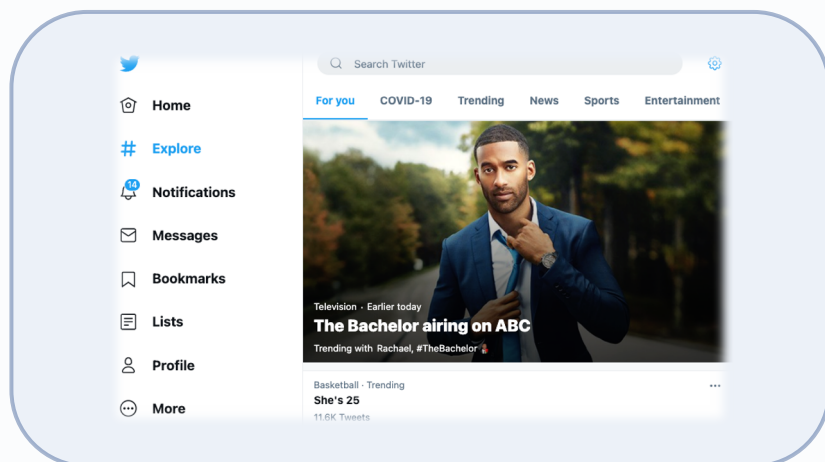 Search Twitter
For you COVID-19 Trending News Sports Entertainment
Home
Explore
14
Notifications
Messages
Bookmarks
Lists
Profile
More
Television · Earlier today
The Bachelor airing on ABC
Trending with Rachael, #TheBachelor
Basketball · Trending
She's 25
11.6K Tweets